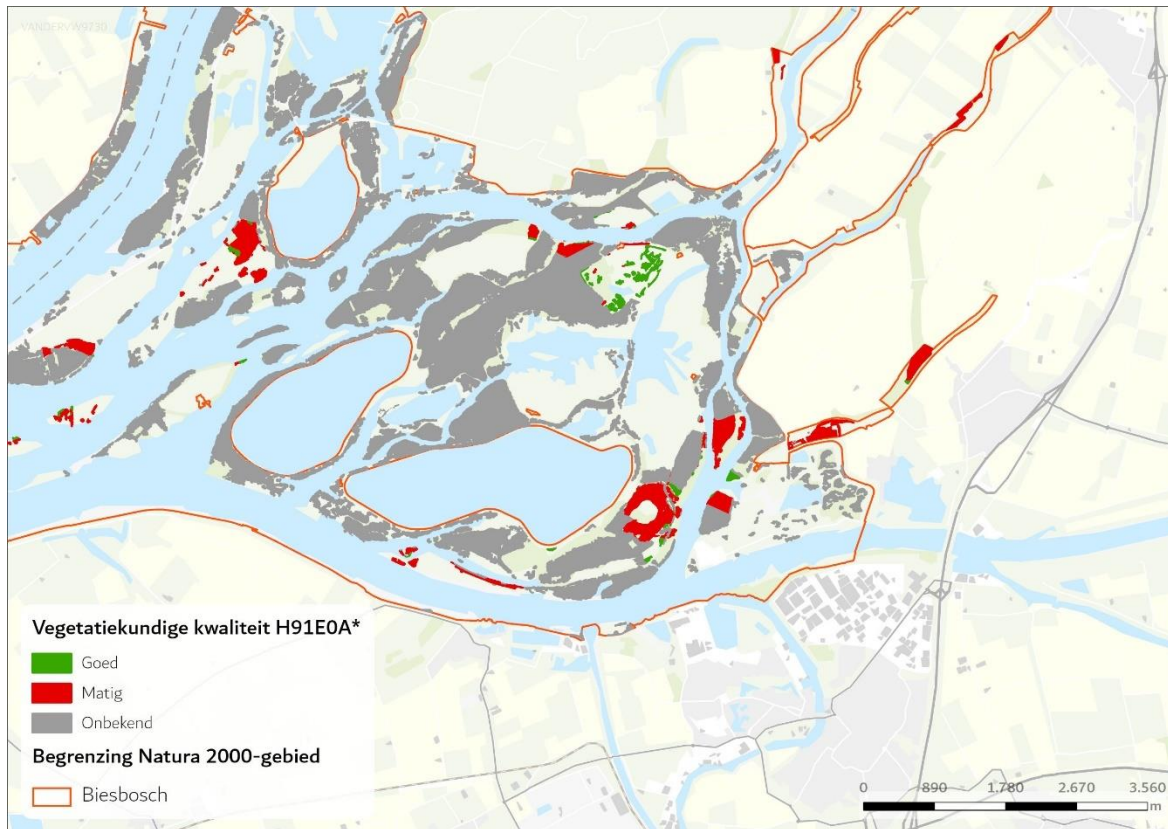 VANDERVW9730
Vegetatiekundige kwaliteit H91E0A*
Goed
Matig
Onbekend
Begrenzing Natura 2000-gebied
Biesbosch
0 890 1.780 2.670 3.560
m